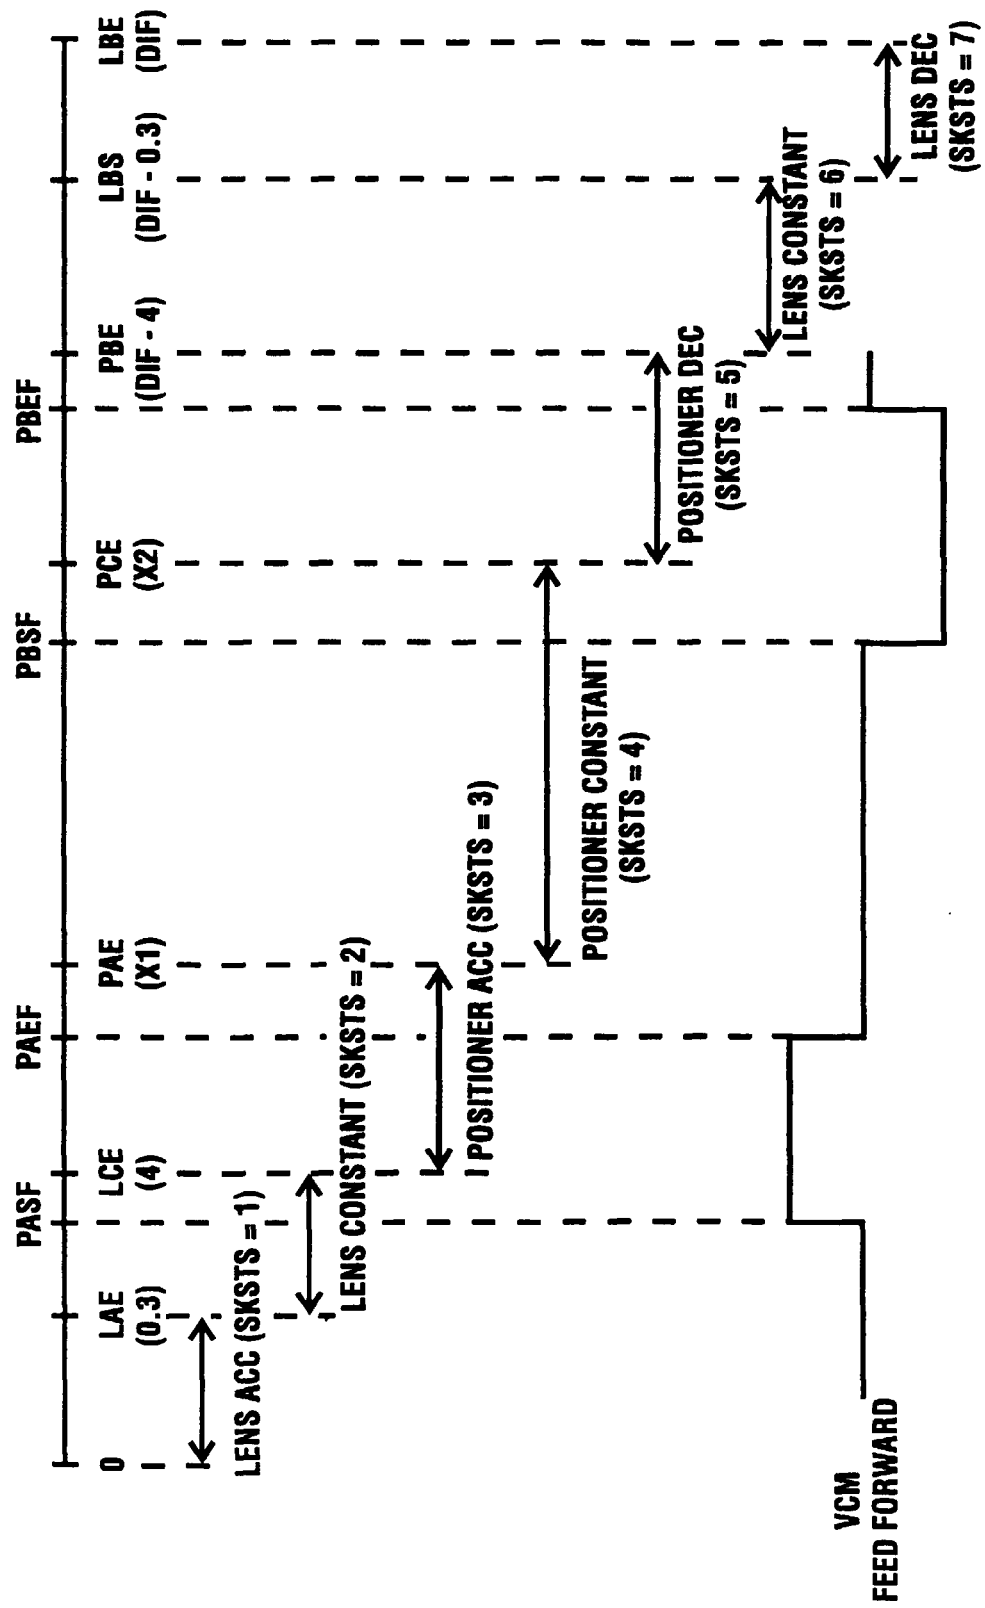 PASF
PAEF
PBSF
PBEF
0
LAE
(0.3)
LCE
(4)
PAE
(X1)
PCE
(X2)
PBE
(DIF - 4)
LBS
(DIF - 0.3)
LBE
(DIF)
LENS ACC (SKSTS = 1)
LENS CONSTANT (SKSTS = 2)
POSITIONER ACC (SKSTS = 3)
POSITIONER CONSTANT
(SKSTS = 4)
POSITIONER DEC
(SKSTS = 5)
LENS CONSTANT
(SKSTS = 6)
LENS DEC
(SKSTS = 7)
VCM
FEED FORWARD